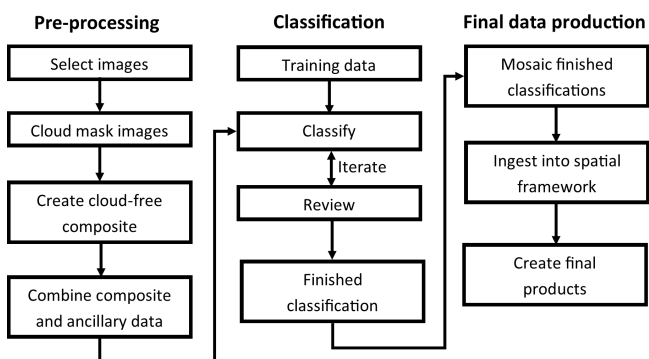 Pre-processing
Select images
Cloud mask images
Create cloud-free
composite
Combine composite
and ancillary data
Classification
Training data
Classify
Iterate
Review
Finished
classification
Final data production
Mosaic finished
classifications
Ingest into spatial
framework
Create final
products